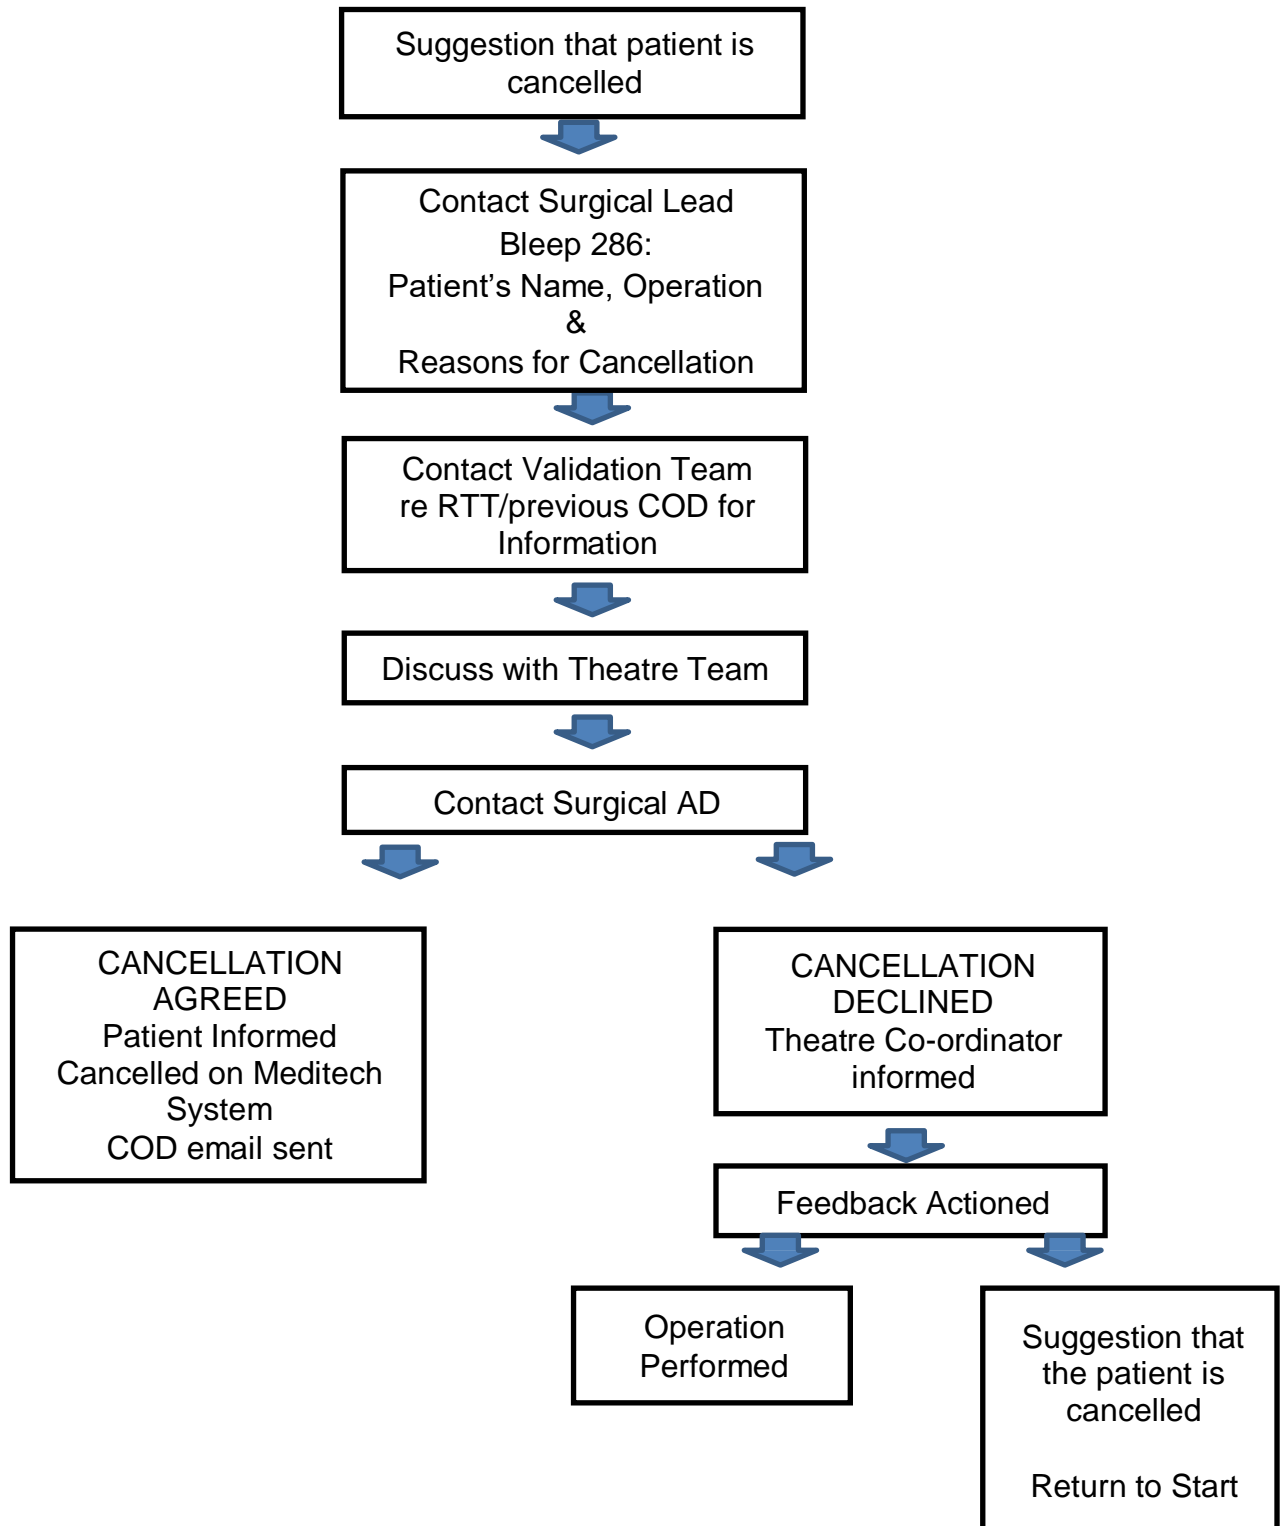 Suggestion that patient is
cancelled
Contact Surgical Lead
Bleep 286:
Patient’s Name, Operation
&
Reasons for Cancellation
Contact Validation Team
re RTT/previous COD for
Information
Discuss with Theatre Team
Contact Surgical AD
CANCELLATION
AGREED
Patient Informed
Cancelled on Meditech
System
COD email sent
CANCELLATION
DECLINED
Theatre Co-ordinator
informed
Feedback Actioned
Operation
Performed
Suggestion that
the patient is
cancelled
Return to Start